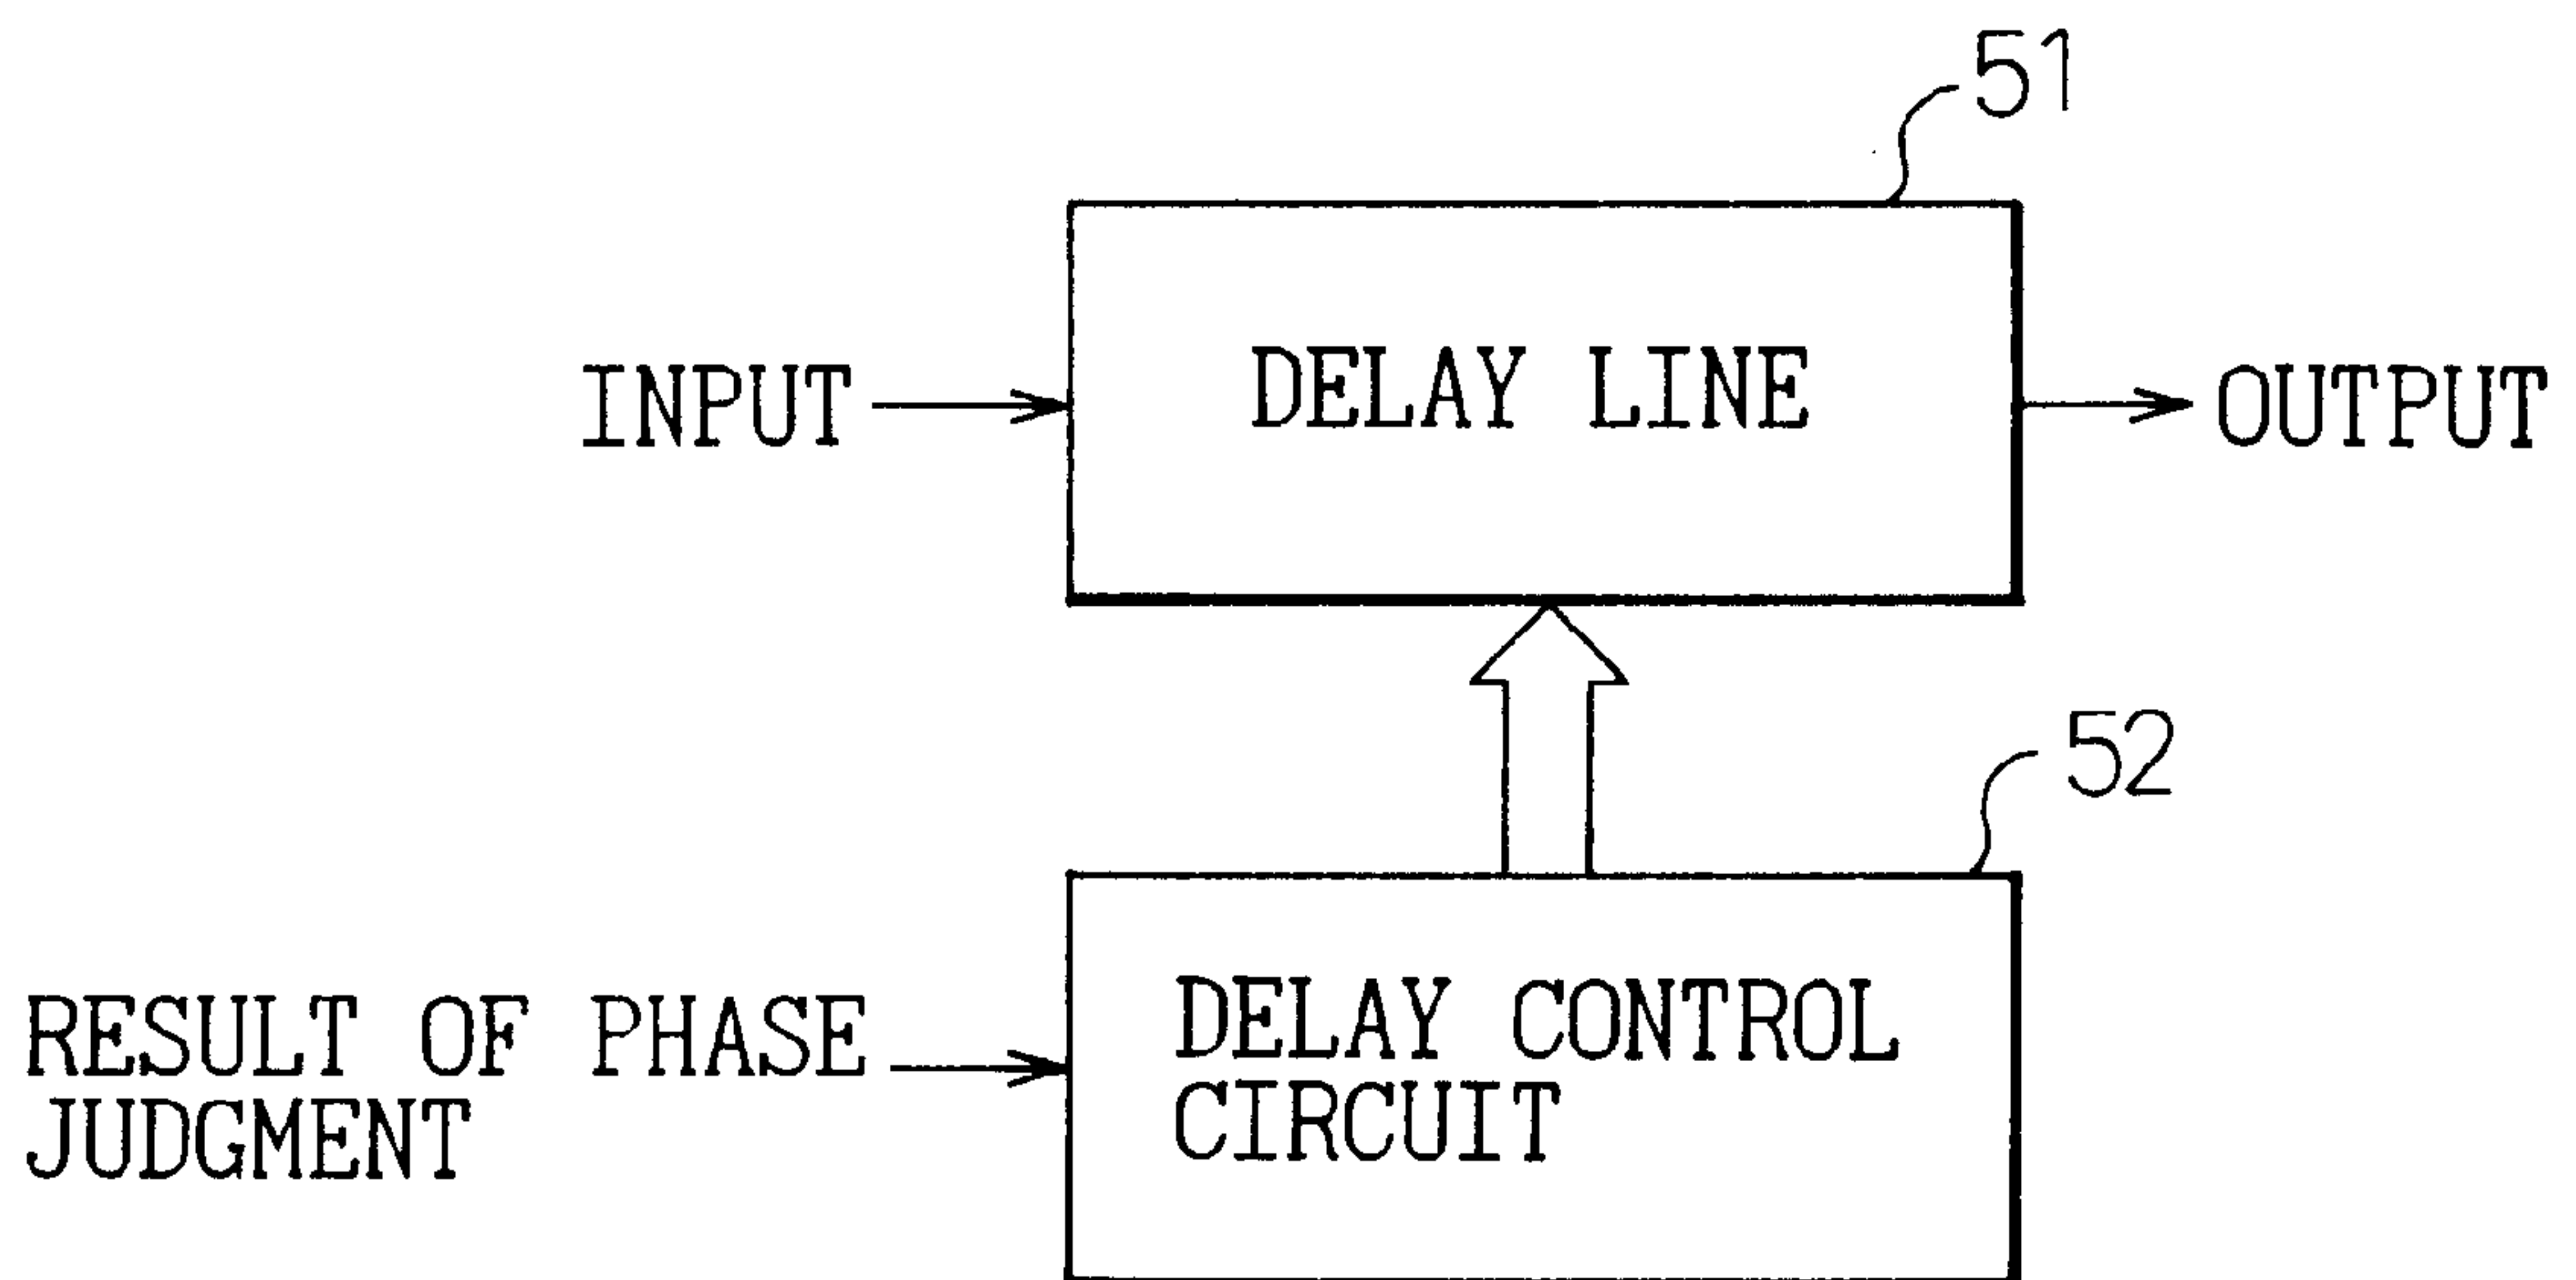 51
DELAY LINE
INPUT
OUTPUT
52
DELAY CONTROL
CIRCUIT
RESULT OF PHASE
JUDGMENT